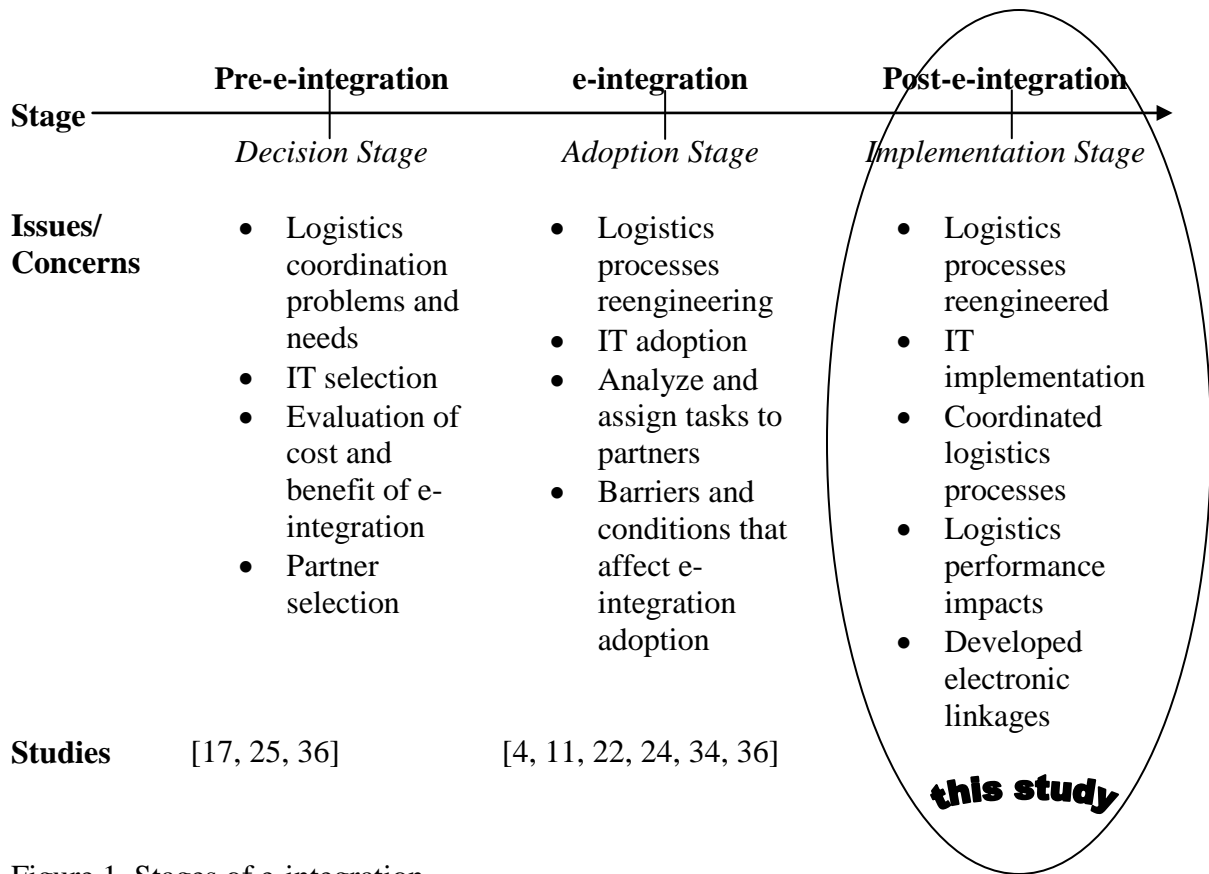 Pre-e-integration e-integration Post-e-integration
Stage
Decision Stage Adoption Stage Implementation Stage
Issues/
Concerns
• Logistics
coordination
problems and
needs
• IT selection
• Evaluation of
cost and
benefit of e-
integration
• Partner
selection
• Logistics
processes
reengineering
• IT adoption
• Analyze and
assign tasks to
partners
• Barriers and
conditions that
affect e-
integration
adoption
• Logistics
processes
reengineered
• IT
implementation
• Coordinated
logistics
processes
• Logistics
performance
impacts
• Developed
electronic
linkages
Studies [17, 25, 36] [4, 11, 22, 24, 34, 36]
this study
Figure 1. Stages of e-integration